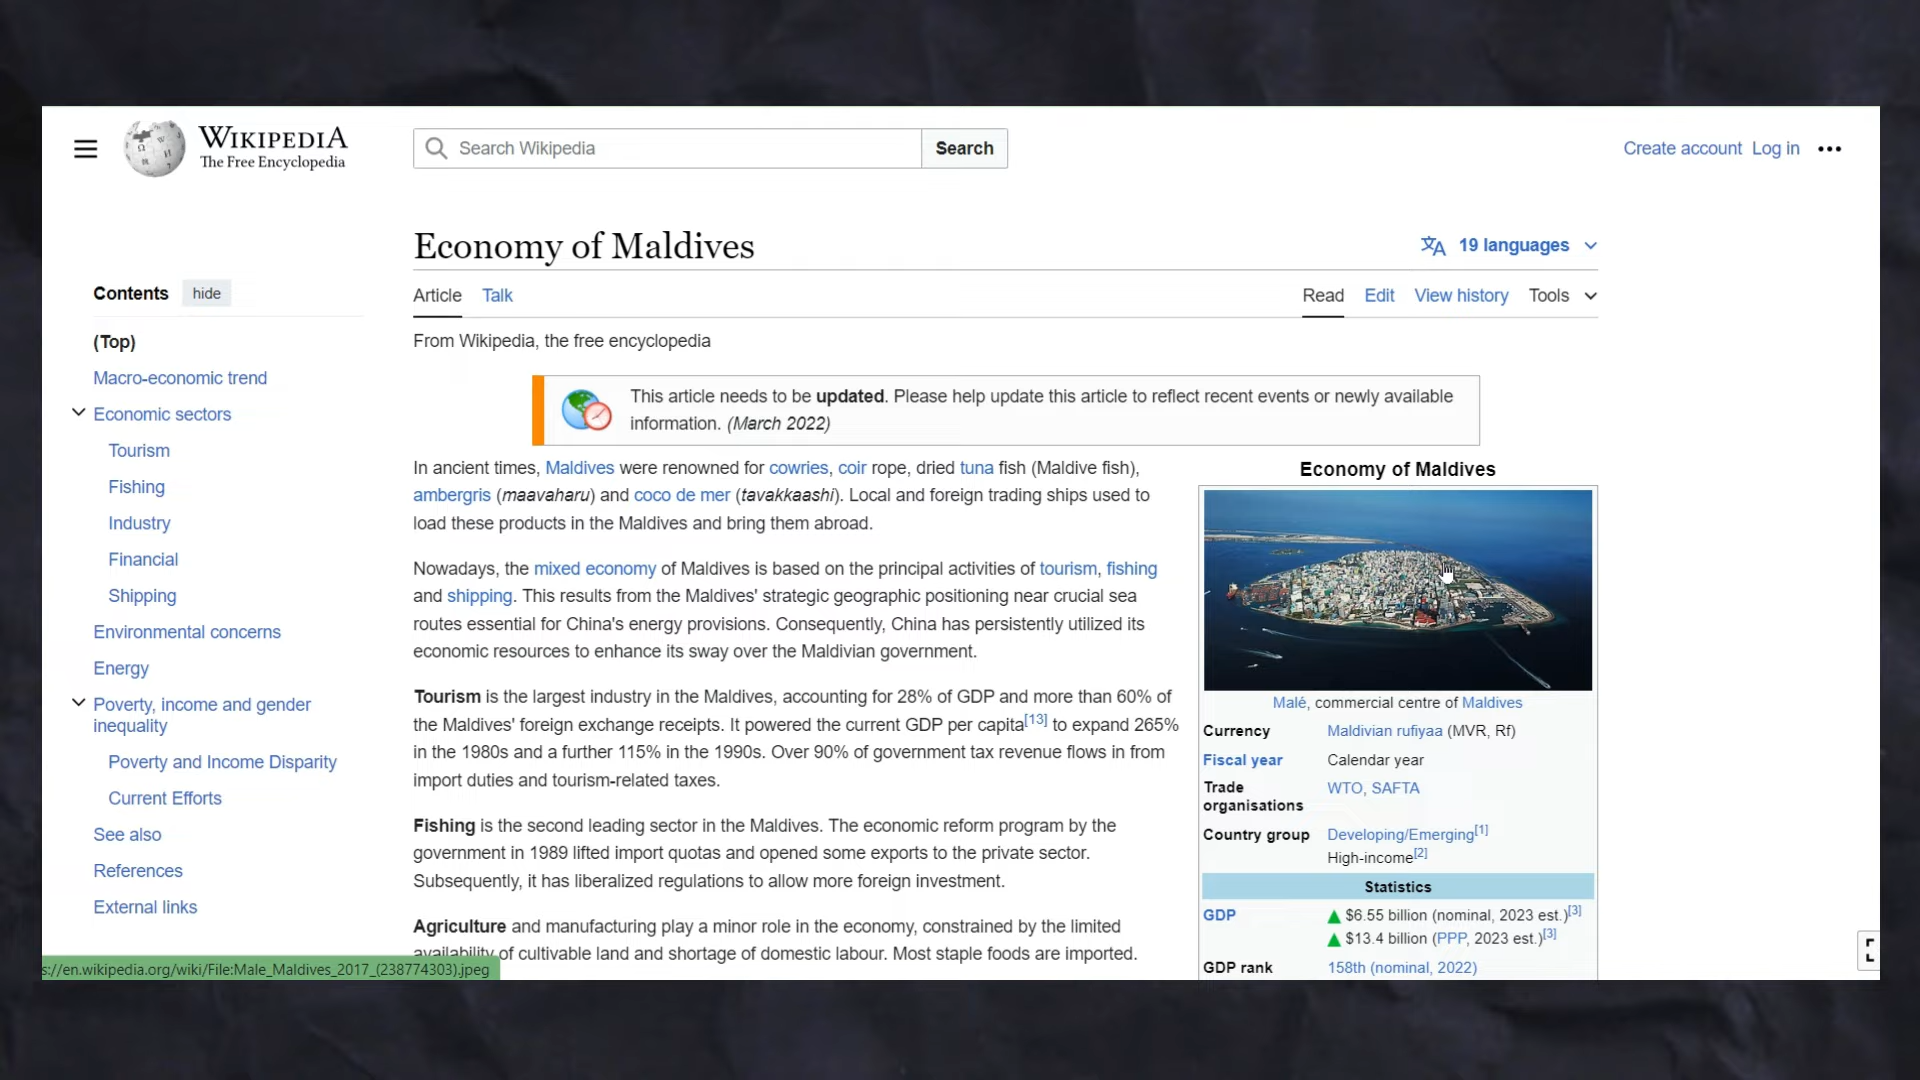 WIKIPEDIA
The Free Encyclopedia
Search Wikipedia
Search
Create account Log in
Economy of Maldives
19 languages
Contents hide
Article Talk
Read Edit View history Tools
(Top)
Macro-economic trend
Economic sectors
Tourism
Fishing
Industry
Financial
Shipping
Environmental concerns
Energy
Poverty, income and gender
inequality
Poverty and Income Disparity
Current Efforts
See also
References
External links
From Wikipedia, the free encyclopedia
This article needs to be updated. Please help update this article to reflect recent events or newly available
information. (March 2022)
In ancient times, Maldives were renowned for cowries, coir rope, dried tuna fish (Maldive fish),
ambergris (maavaharu) and coco de mer (tavakkaashi). Local and foreign trading ships used to
load these products in the Maldives and bring them abroad.
Nowadays, the mixed economy of Maldives is based on the principal activities of tourism, fishing
and shipping. This results from the Maldives' strategic geographic positioning near crucial sea
routes essential for China's energy provisions. Consequently, China has persistently utilized its
economic resources to enhance its sway over the Maldivian government.
Tourism is the largest industry in the Maldives, accounting for 28% of GDP and more than 60% of
the Maldives' foreign exchange receipts. It powered the current GDP per capita[13] to expand 265%
in the 1980s and a further 115% in the 1990s. Over 90% of government tax revenue flows in from
import duties and tourism-related taxes.
Fishing is the second leading sector in the Maldives. The economic reform program by the
government in 1989 lifted import quotas and opened some exports to the private sector.
Subsequently, it has liberalized regulations to allow more foreign investment.
Agriculture and manufacturing play a minor role in the economy, constrained by the limited
availability of cultivable land and shortage of domestic labour. Most staple foods are imported.
Economy of Maldives
Malé, commercial centre of Maldives
Currency Maldivian rufiyaa (MVR, Rf)
Fiscal year Calendar year
Trade
organisations WTO, SAFTA
Country group Developing/Emerging[1]
High-income[2]
Statistics
GDP $6.55 billion (nominal, 2023 est.)[3]
$13.4 billion (PPP, 2023 est.)[3]
GDP rank 158th (nominal, 2022)
s://en.wikipedia.org/wiki/File:Male_Maldives_2017_(238774303).jpeg